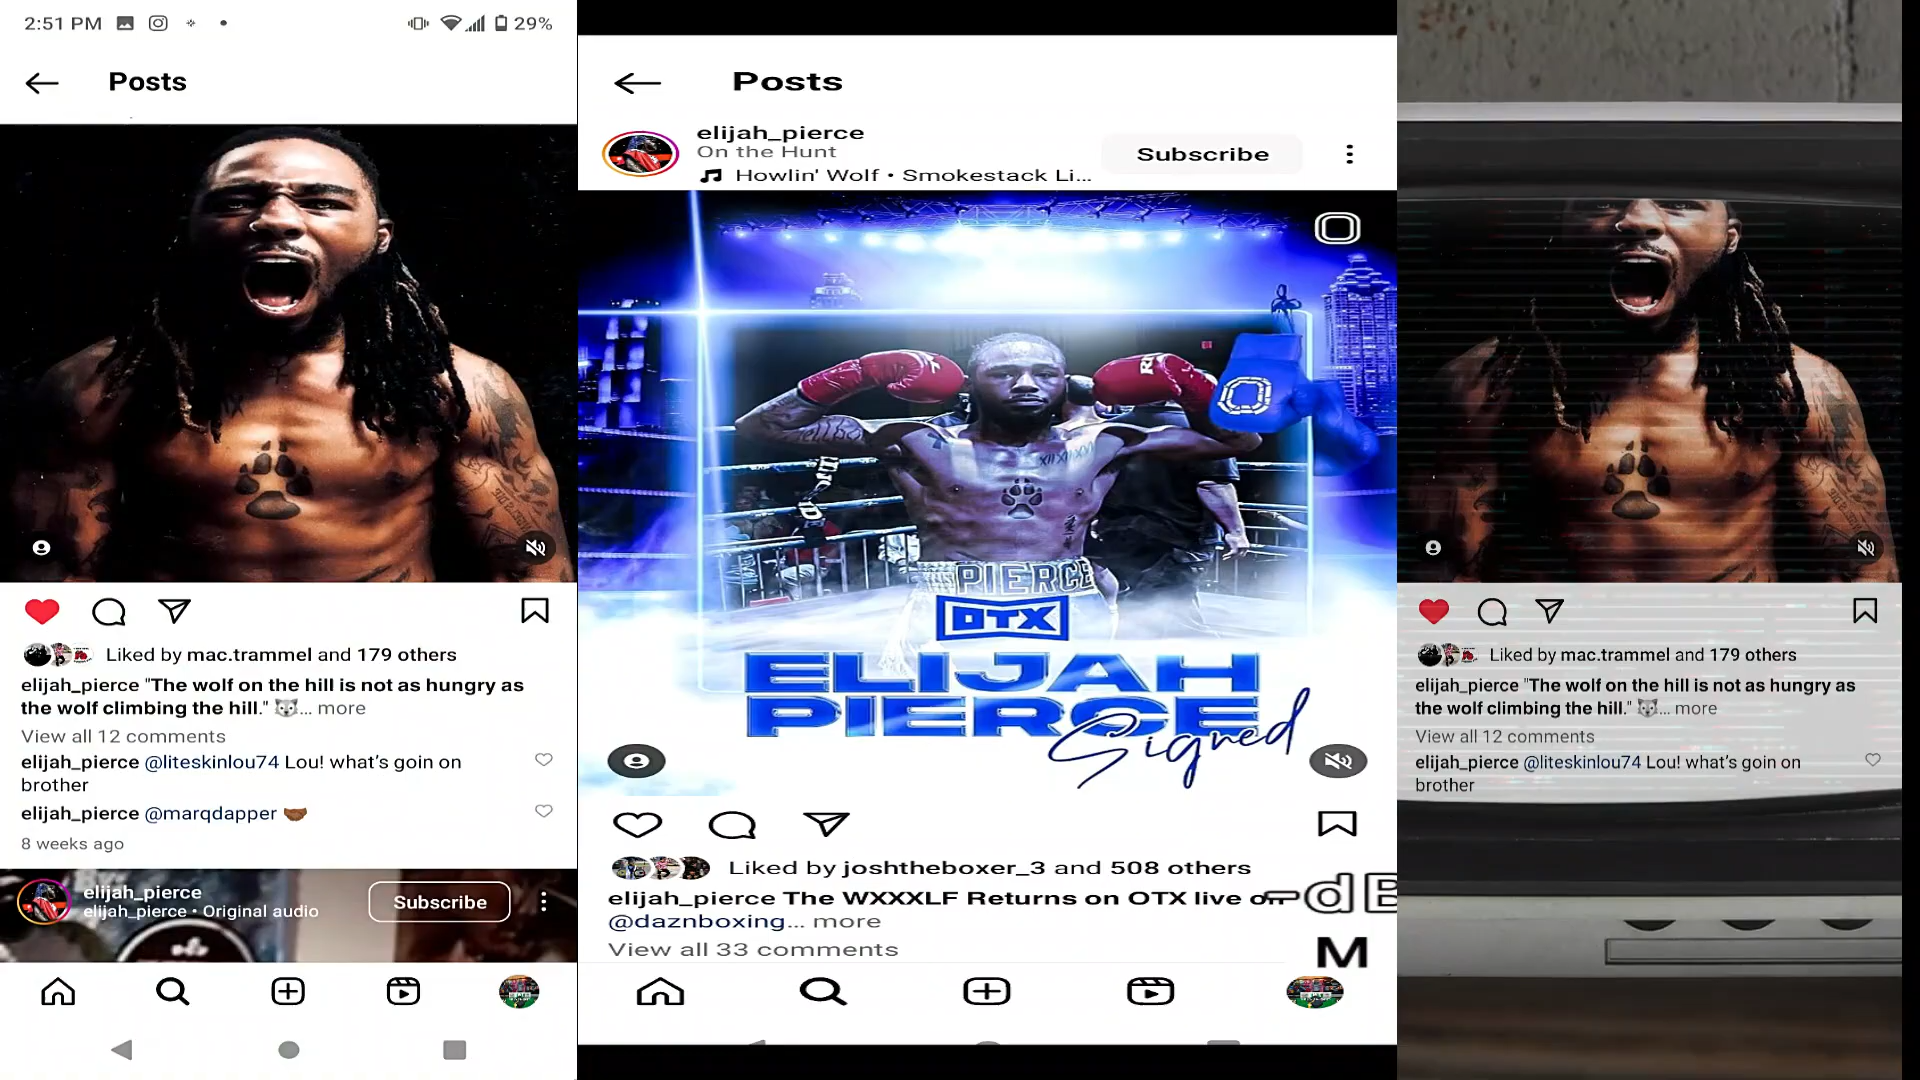 2:51 PM
29%
Posts
Liked by mac.trammel and 179 others
elijah_pierce "The wolf on the hill is not as hungry as
the wolf climbing the hill." 🐺... more
View all 12 comments
elijah_pierce @liteskinlou74 Lou! what's goin on
brother
elijah_pierce @marqdapper 🤝🏾
8 weeks ago
elijah_pierce
elijah_pierce • Original audio
Subscribe
Posts
elijah_pierce
On the Hunt
Howlin' Wolf • Smokestack Li...
Subscribe
XII XII XVI
PIERCE
OTX
ELIJAH
PIERCE
Signed
Liked by joshtheboxer_3 and 508 others
elijah_pierce The WXXXLF Returns on OTX live on
@daznboxing... more
View all 33 comments
dB
M
Liked by mac.trammel and 179 others
elijah_pierce "The wolf on the hill is not as hungry as
the wolf climbing the hill." 🐺... more
View all 12 comments
elijah_pierce @liteskinlou74 Lou! what's goin on
brother